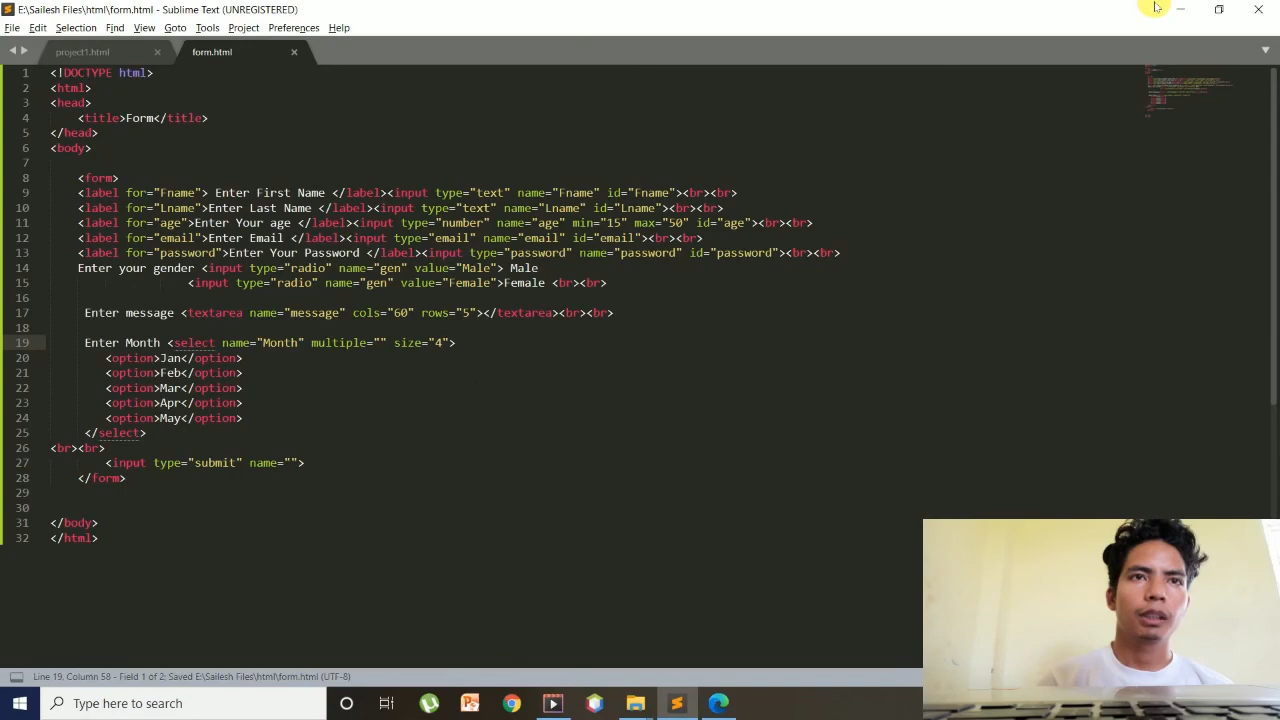 E:\Sailesh Files\html\form.html - Sublime Text (UNREGISTERED)
File Edit Selection Find View Goto Tools Project Preferences Help
project1.html form.html
1 <!DOCTYPE html>
2 <html>
3 <head>
4 <title>Form</title>
5 </head>
6 <body>
7
8 <form>
9 <label for="Fname"> Enter First Name </label><input type="text" name="Fname" id="Fname"><br><br>
10 <label for="Lname">Enter Last Name </label><input type="text" name="Lname" id="Lname"><br><br>
11 <label for="age">Enter Your age </label><input type="number" name="age" min="15" max="50" id="age"><br><br>
12 <label for="email">Enter Email </label><input type="email" name="email" id="email"><br><br>
13 <label for="password">Enter Your Password </label><input type="password" name="password" id="password"><br><br>
14 Enter your gender <input type="radio" name="gen" value="Male"> Male
15 <input type="radio" name="gen" value="Female">Female <br><br>
16
17 Enter message <textarea name="message" cols="60" rows="5"></textarea><br><br>
18
19 Enter Month <select name="Month" multiple="" size="4">
20 <option>Jan</option>
21 <option>Feb</option>
22 <option>Mar</option>
23 <option>Apr</option>
24 <option>May</option>
25 </select>
26 <br><br>
27 <input type="submit" name="">
28 </form>
29
30
31 </body>
32 </html>
Line 19, Column 58 - Field 1 of 2; Saved E:\Sailesh Files\html\form.html (UTF-8)
Type here to search